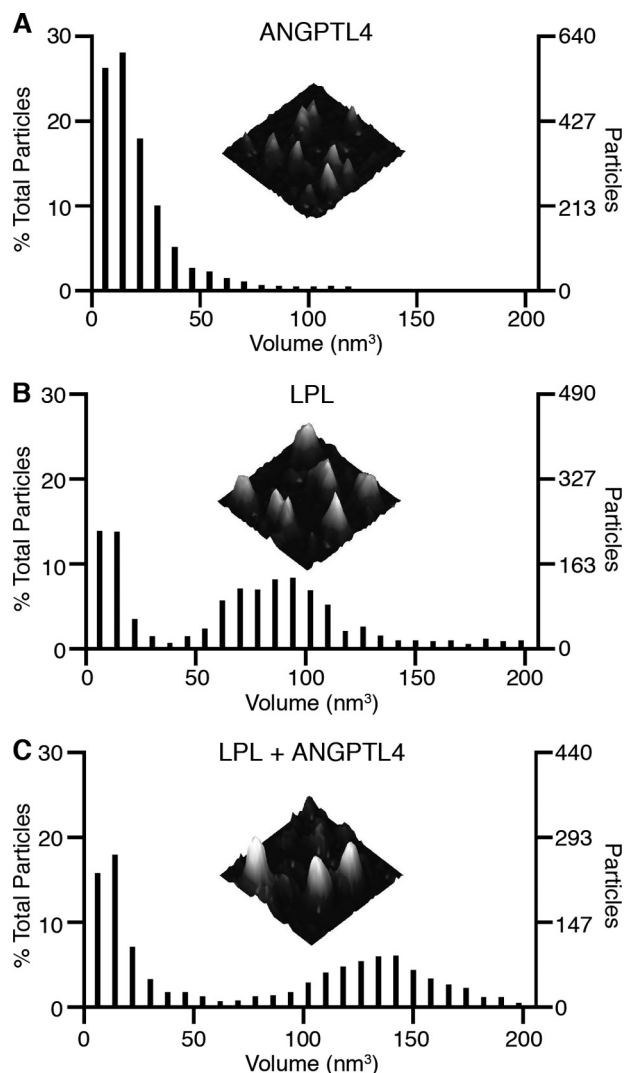 A
ANGPTL4
30
20
10
0
% Total Particles
640
427
213
0
Particles
0 50 100 150 200
Volume (nm³)
B
LPL
30
20
10
0
% Total Particles
490
327
163
0
Particles
0 50 100 150 200
Volume (nm³)
C
LPL + ANGPTL4
30
20
10
0
% Total Particles
440
293
147
0
Particles
0 50 100 150 200
Volume (nm³)